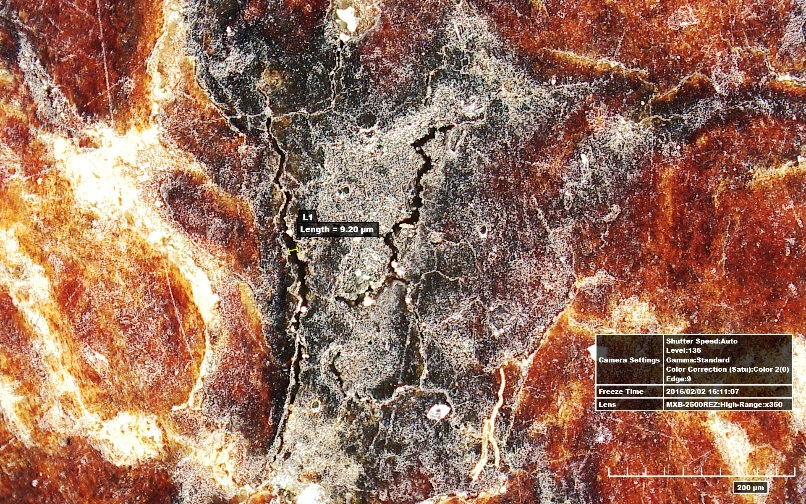 L1
Length = 9.20 µm
Camera Settings
Shutter Speed:Auto
Level:136
Gamma:Standard
Color Correction (Satu):Color 2(0)
Edge:9
Freeze Time 2016/02/02 16:11:07
Lens MXB-2500REZ:High-Range:x350
200 µm